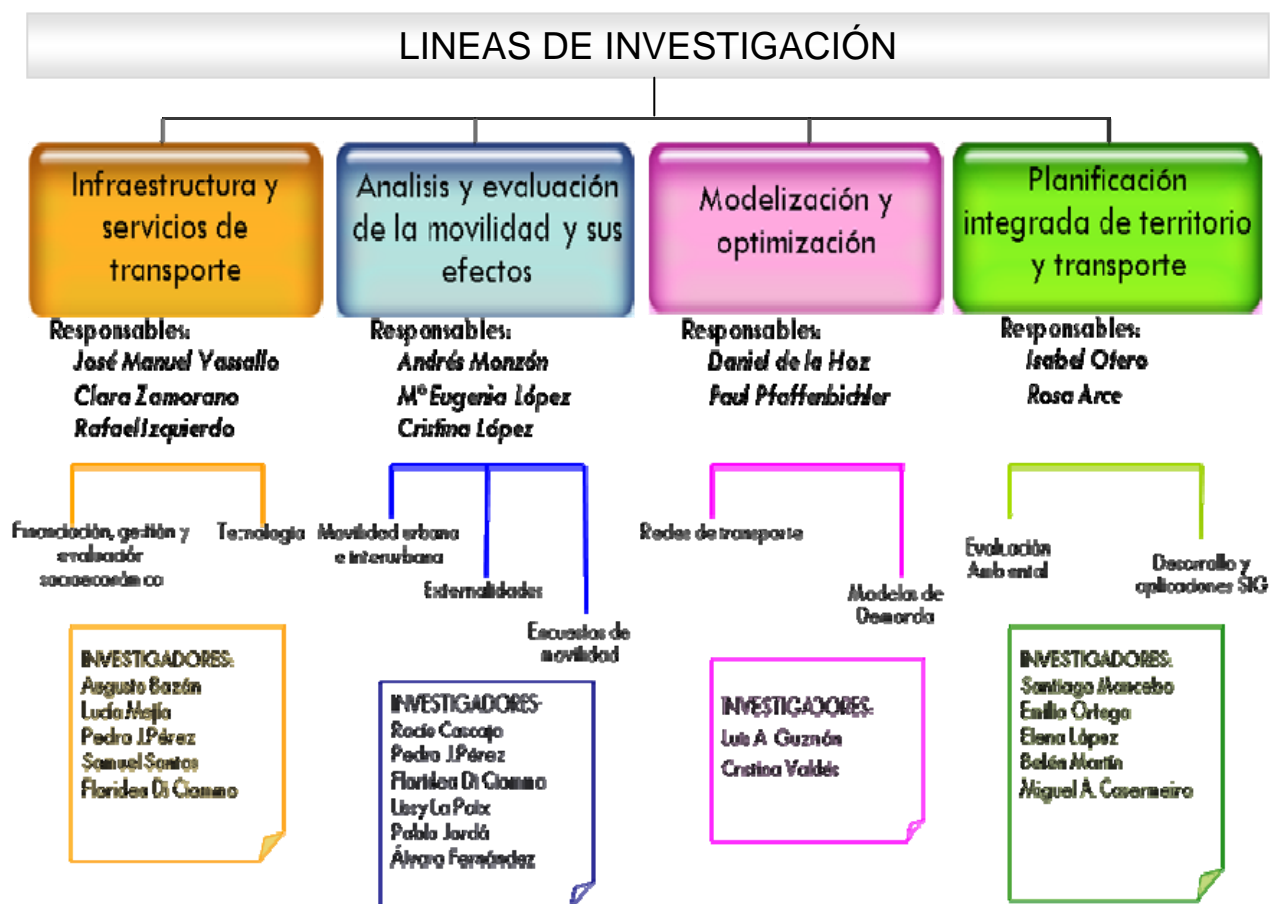 LINEAS DE INVESTIGACIÓN
Infraestructura y
servicios de
transporte
Responsables:
José Manuel Vassallo
Clara Zamorano
Rafael Izquierdo
Financiación, gestión y
evaluación
socioeconómico
Tecnología
INVESTIGADORES:
Augusto Bazán
Lucía Mejía
Pedro J.Pérez
Samuel Santos
Floridea Di Ciommo
Analisis y evaluación
de la movilidad y sus
efectos
Responsables:
Andrés Monzón
Mª Eugenia López
Cristina López
Movilidad urbana
e interurbana
Externalidades
Encuestas de
movilidad
INVESTIGADORES:
Rocío Cascajo
Pedro J.Pérez
Floridea Di Ciommo
Lissy La Paix
Pablo Jordá
Álvaro Fernández
Modelización y
optimización
Responsables:
Daniel de la Hoz
Paul Pfaffenbichler
Redes de transporte
Modelos de
Demanda
INVESTIGADORES:
Luis A. Guzmán
Cristina Valdés
Planificación
integrada de territorio
y transporte
Responsables:
Isabel Otero
Rosa Arce
Evaluación
Ambiental
Desarrollo y
aplicaciones SIG
INVESTIGADORES:
Santiago Mancebo
Emilio Ortega
Elena López
Belén Martín
Miguel A. Casermeiro